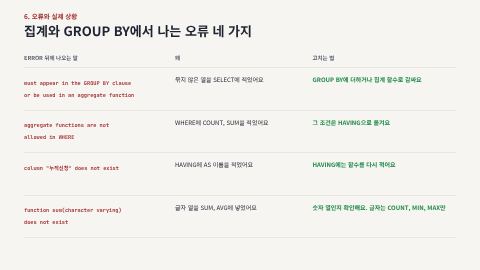 6. 오류와 실제 상황
집계와 GROUP BY에서 나는 오류 네 가지
ERROR 뒤에 나오는 말
왜
고치는 법
must appear in the GROUP BY clause
or be used in an aggregate function
묶지 않은 열을 SELECT에 적었어요
GROUP BY에 더하거나 집계 함수로 감싸요
aggregate functions are not
allowed in WHERE
WHERE에 COUNT, SUM을 적었어요
그 조건은 HAVING으로 옮겨요
column "누적신청" does not exist
HAVING에 AS 이름을 적었어요
HAVING에는 함수를 다시 적어요
function sum(character varying)
does not exist
글자 열을 SUM, AVG에 넣었어요
숫자 열인지 확인해요. 글자는 COUNT, MIN, MAX만